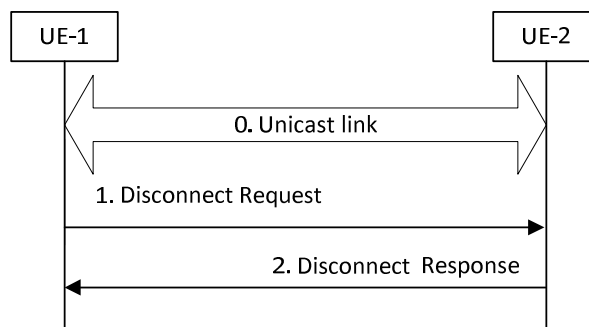 UE-1
UE-2
0. Unicast link
1. Disconnect Request
2. Disconnect Response